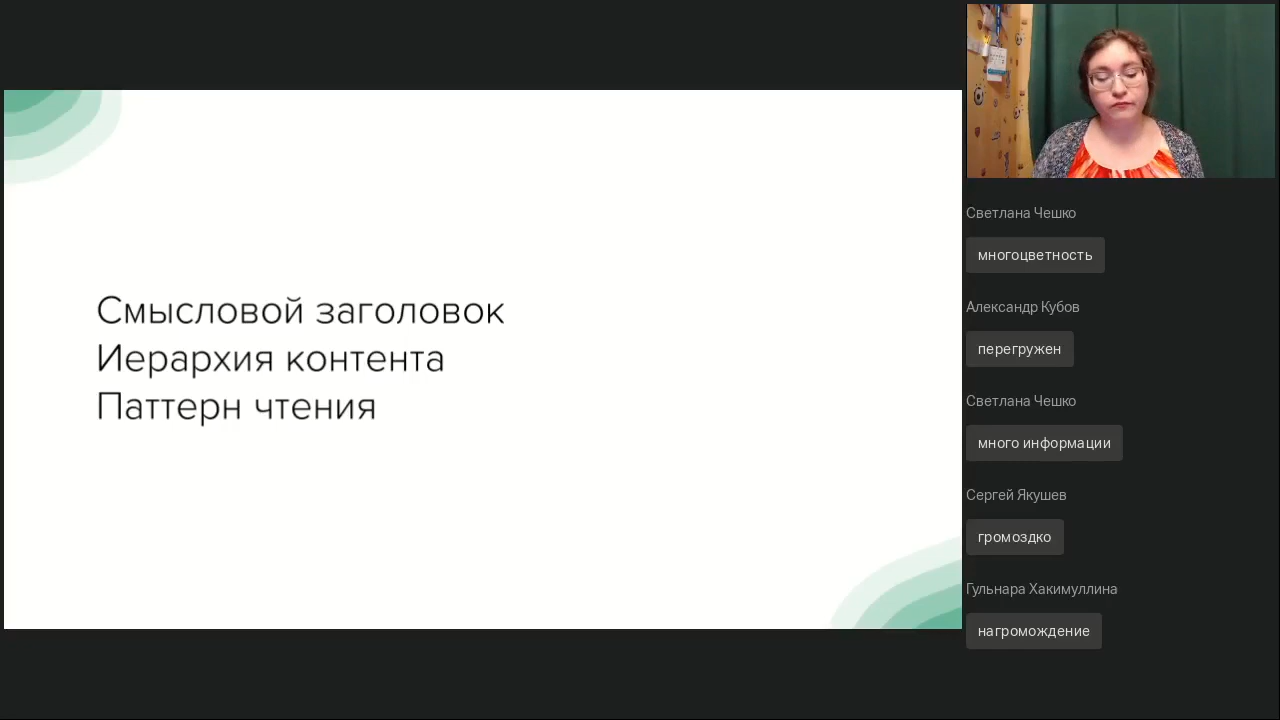 Смысловой заголовок
Иерархия контента
Паттерн чтения
Светлана Чешко
многоцветность
Александр Кубов
перегружен
Светлана Чешко
много информации
Сергей Якушев
громоздко
Гульнара Хакимуллина
нагромождение